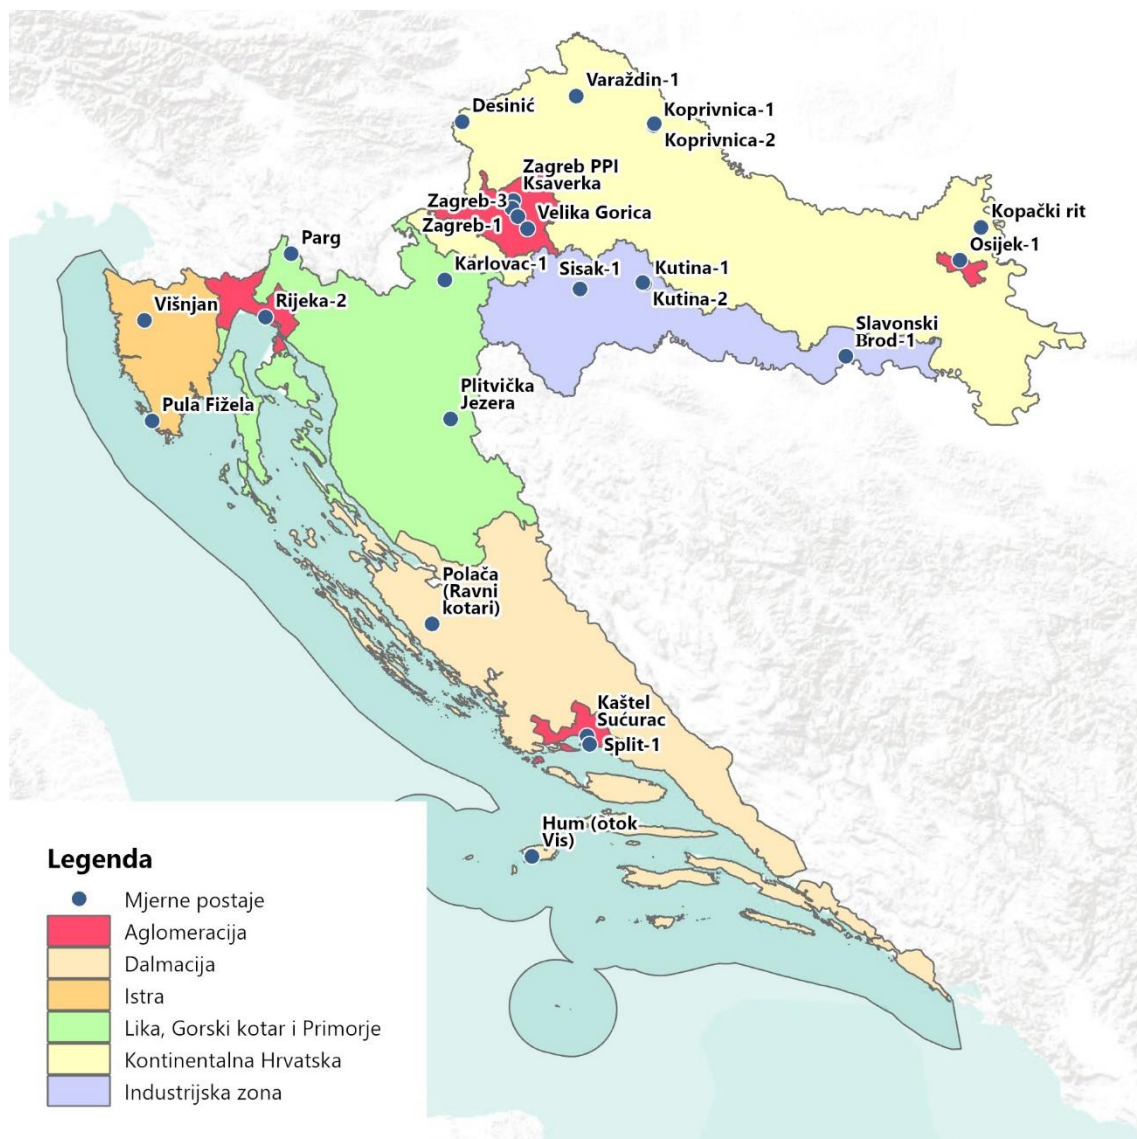 Varaždin-1
Desinić
Koprivnica-1
Koprivnica-2
Zagreb PPI
Ksaverka
Zagreb-3
Velika Gorica
Zagreb-1
Kopački rit
Osijek-1
Parg
Karlovac-1
Sisak-1
Kutina-1
Kutina-2
Višnjan
Rijeka-2
Slavonski
Brod-1
Plitvička
Jezera
Pula Fižela
Polača
(Ravni
kotari)
Kaštel
Sućurac
Split-1
Hum (otok
Vis)
Legenda
Mjerne postaje
Aglomeracija
Dalmacija
Istra
Lika, Gorski kotar i Primorje
Kontinentalna Hrvatska
Industrijska zona